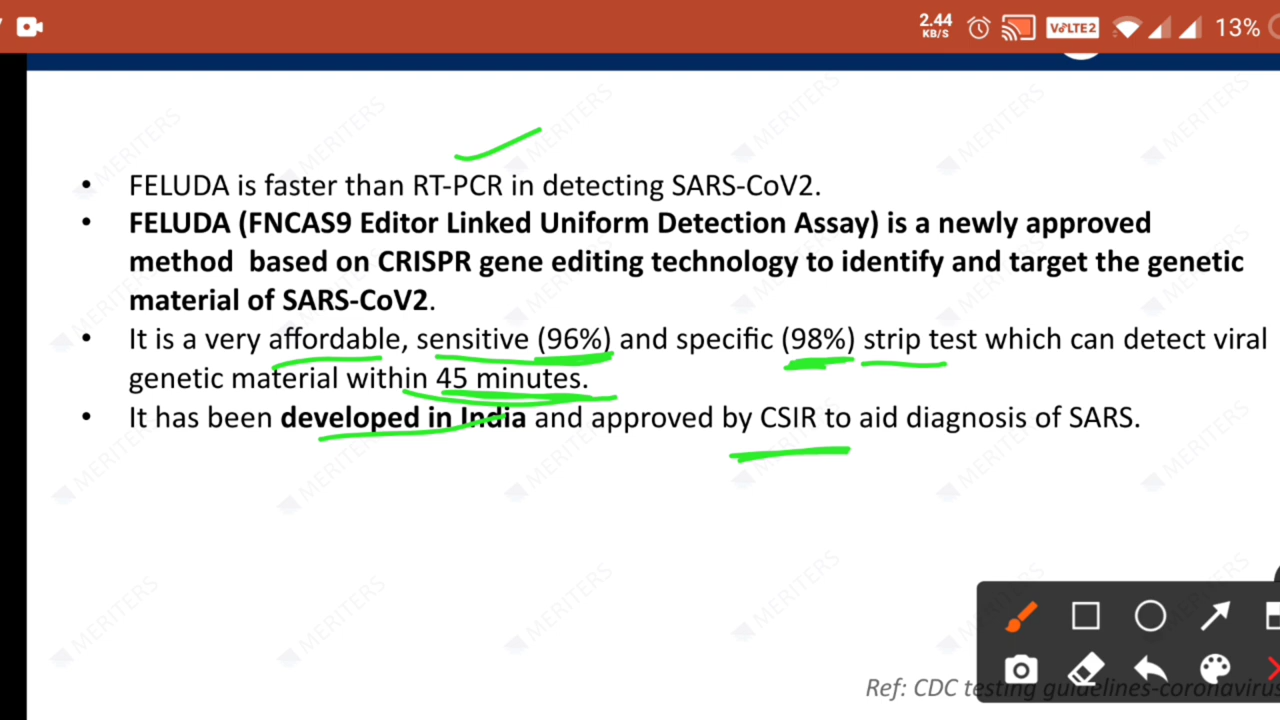 2.44
KB/S
VoLTE2
13%
• FELUDA is faster than RT-PCR in detecting SARS-CoV2.
• FELUDA (FNCAS9 Editor Linked Uniform Detection Assay) is a newly approved
method based on CRISPR gene editing technology to identify and target the genetic
material of SARS-CoV2.
• It is a very affordable, sensitive (96%) and specific (98%) strip test which can detect viral
genetic material within 45 minutes.
• It has been developed in India and approved by CSIR to aid diagnosis of SARS.
Ref: CDC testing guidelines-coronavirus
MERITERS